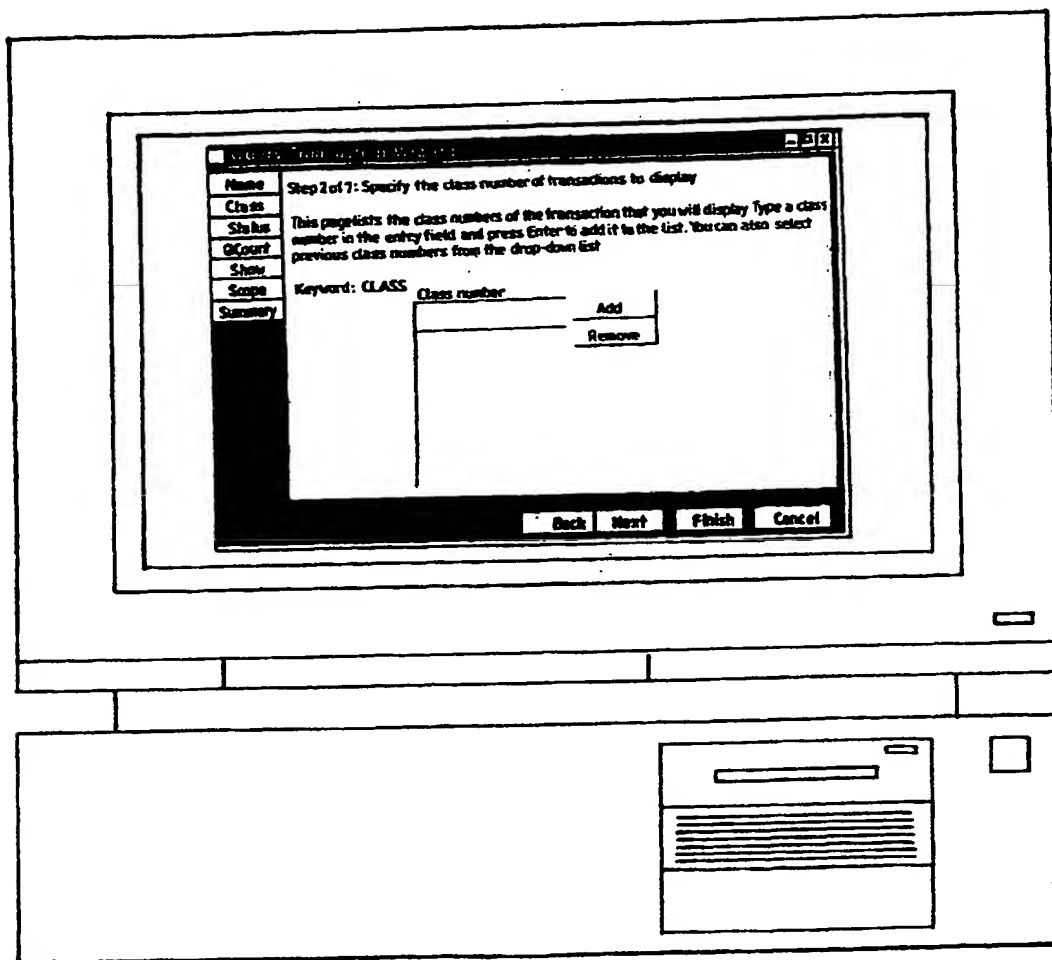 Name
Class
Status
QCount
Show
Scope
Summary
Step 2 of 7: Specify the class number of transactions to display
This pagelists the class numbers of the transaction that you will display Type a class
number in the entry field and press Enter to add it to the list. You can also select
previous class numbers from the drop-down list
Keyword: CLASS
Class number
Add
Remove
Back Next Finish Cancel